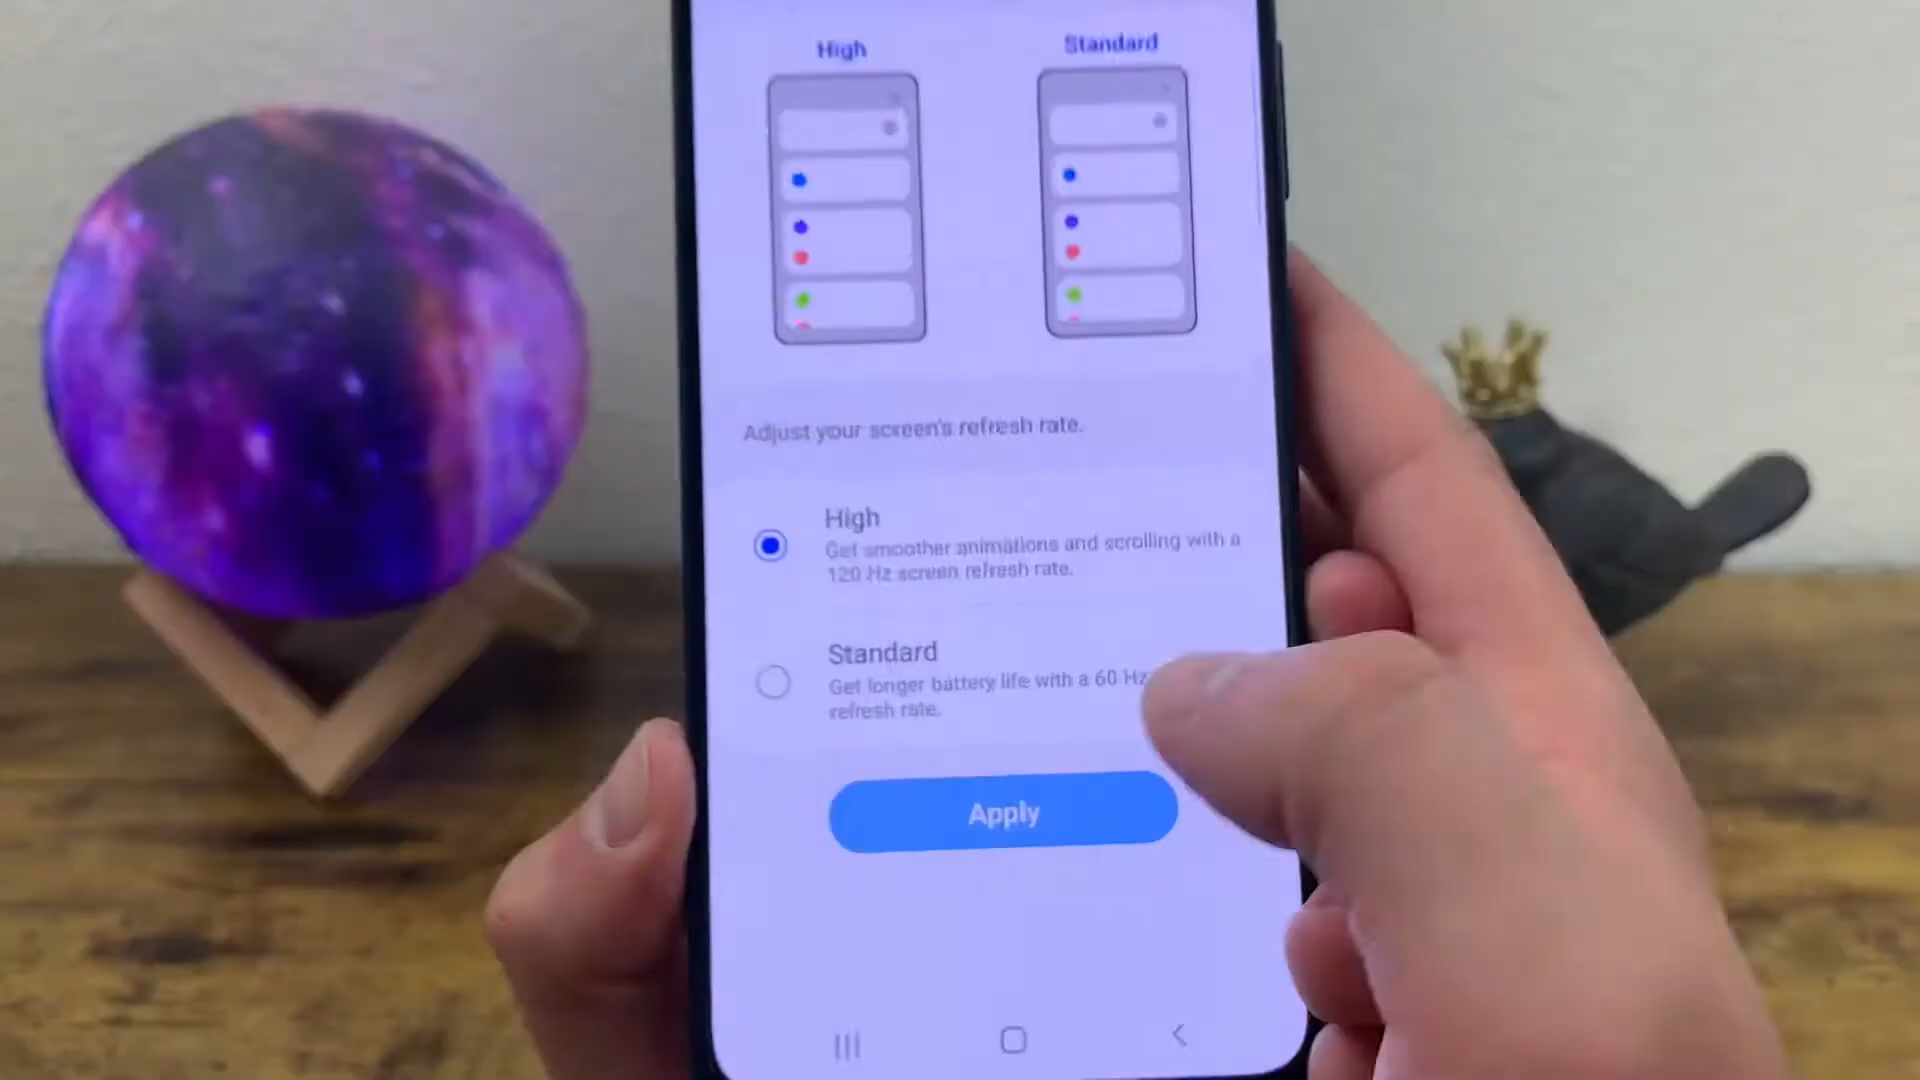 High
Standard
Adjust your screen's refresh rate.
High
Get smoother animations and scrolling with a
120 Hz screen refresh rate.
Standard
Get longer battery life with a 60 Hz
refresh rate.
Apply